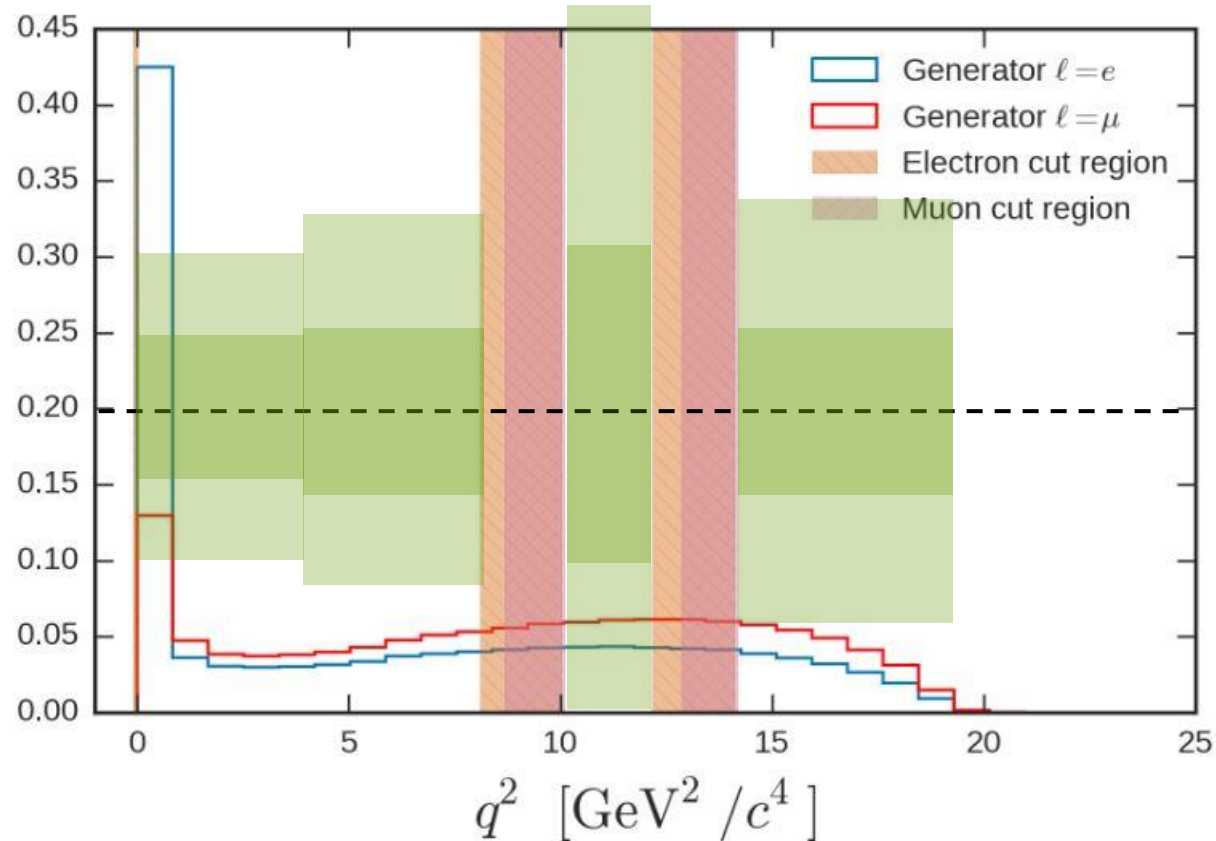 0.45
0.40
0.35
0.30
0.25
0.20
0.15
0.10
0.05
0.00
Generator ℓ=e
Generator ℓ=μ
Electron cut region
Muon cut region
0 5 10 15 20 25
q² [GeV² /c⁴ ]